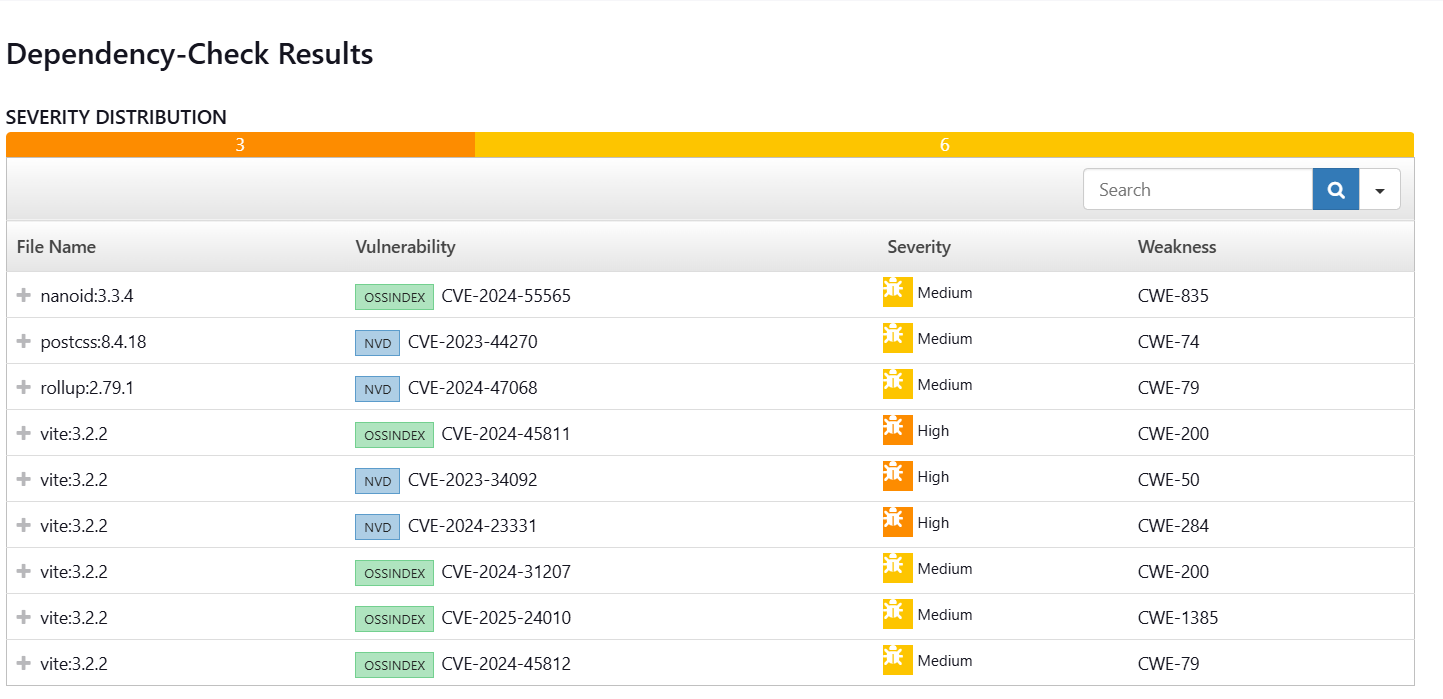 Dependency-Check Results
SEVERITY DISTRIBUTION
3 6
Search
File Name Vulnerability Severity Weakness
nanoid:3.3.4 OSSINDEX CVE-2024-55565 Medium CWE-835
postcss:8.4.18 NVD CVE-2023-44270 Medium CWE-74
rollup:2.79.1 NVD CVE-2024-47068 Medium CWE-79
vite:3.2.2 OSSINDEX CVE-2024-45811 High CWE-200
vite:3.2.2 NVD CVE-2023-34092 High CWE-50
vite:3.2.2 NVD CVE-2024-23331 High CWE-284
vite:3.2.2 OSSINDEX CVE-2024-31207 Medium CWE-200
vite:3.2.2 OSSINDEX CVE-2025-24010 Medium CWE-1385
vite:3.2.2 OSSINDEX CVE-2024-45812 Medium CWE-79